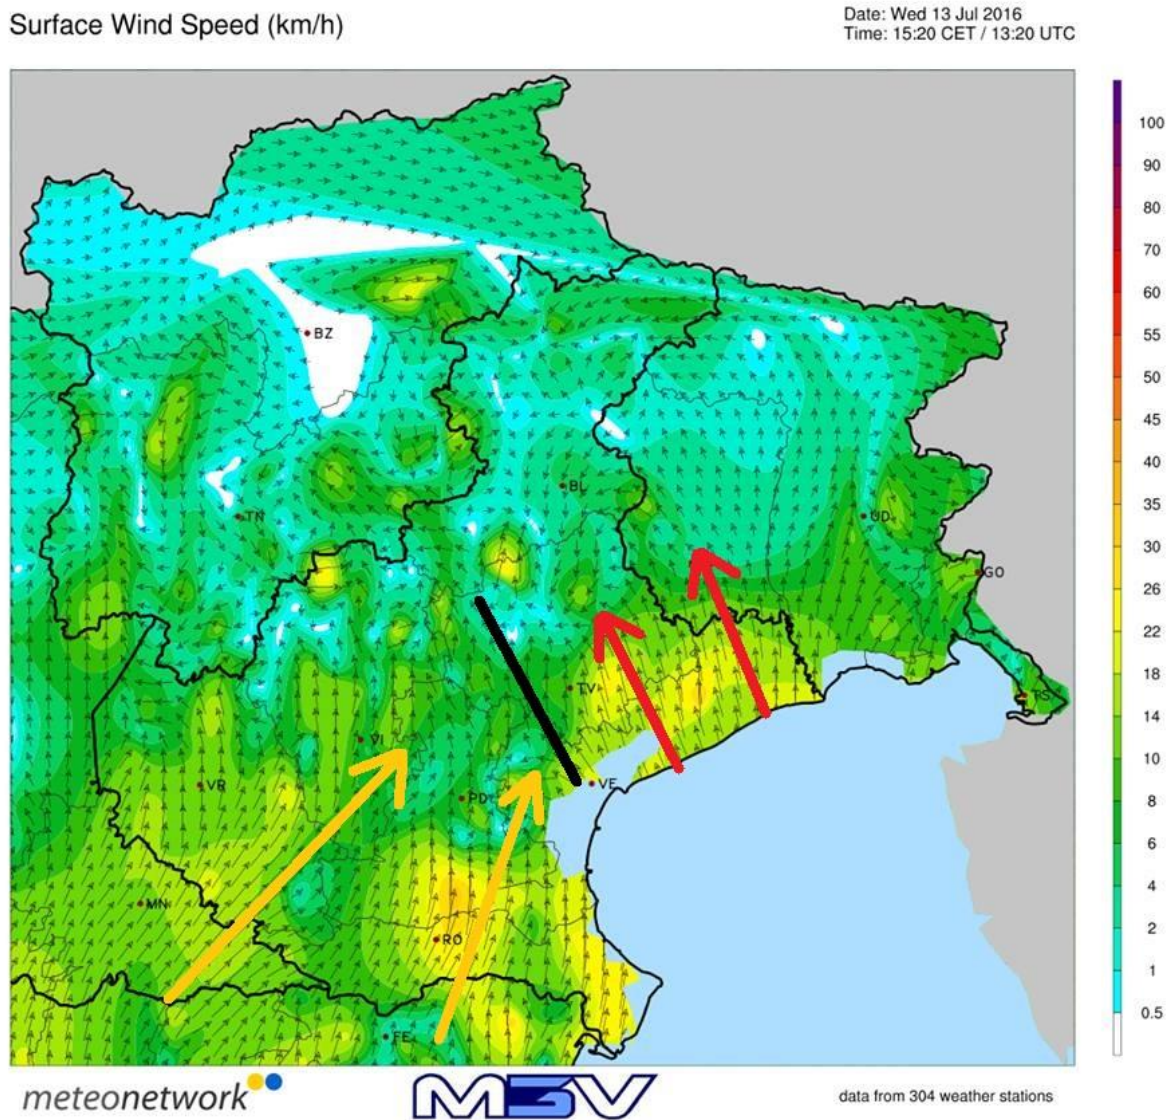 Surface Wind Speed (km/h)
Date: Wed 13 Jul 2016
Time: 15:20 CET / 13:20 UTC
100
90
80
70
60
55
50
45
40
35
30
26
22
18
14
10
8
6
4
2
1
0.5
BZ
BL
TN
UD
GO
TV
TS
VI
VR
VE
PD
MN
RO
FE
meteonetwork
M3V
data from 304 weather stations